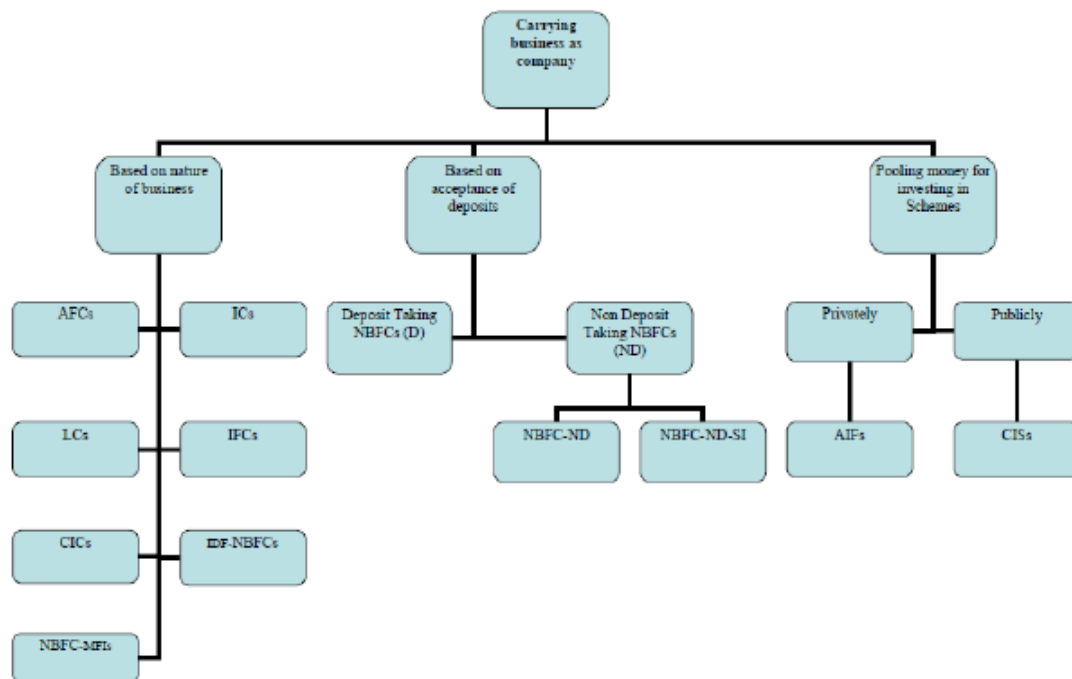 Carrying
business as
company
Based on nature
of business
Based on
acceptance of
deposits
Pooling money for
investing in
Schemes
AFCs
ICs
Deposit Taking
NBFCs (D)
Non Deposit
Taking NBFCs
(ND)
Privately
Publicly
LCs
IFCs
NBFC-ND
NBFC-ND-SI
AIFs
CISs
CICs
IDF-NBFCs
NBFC-MFIs